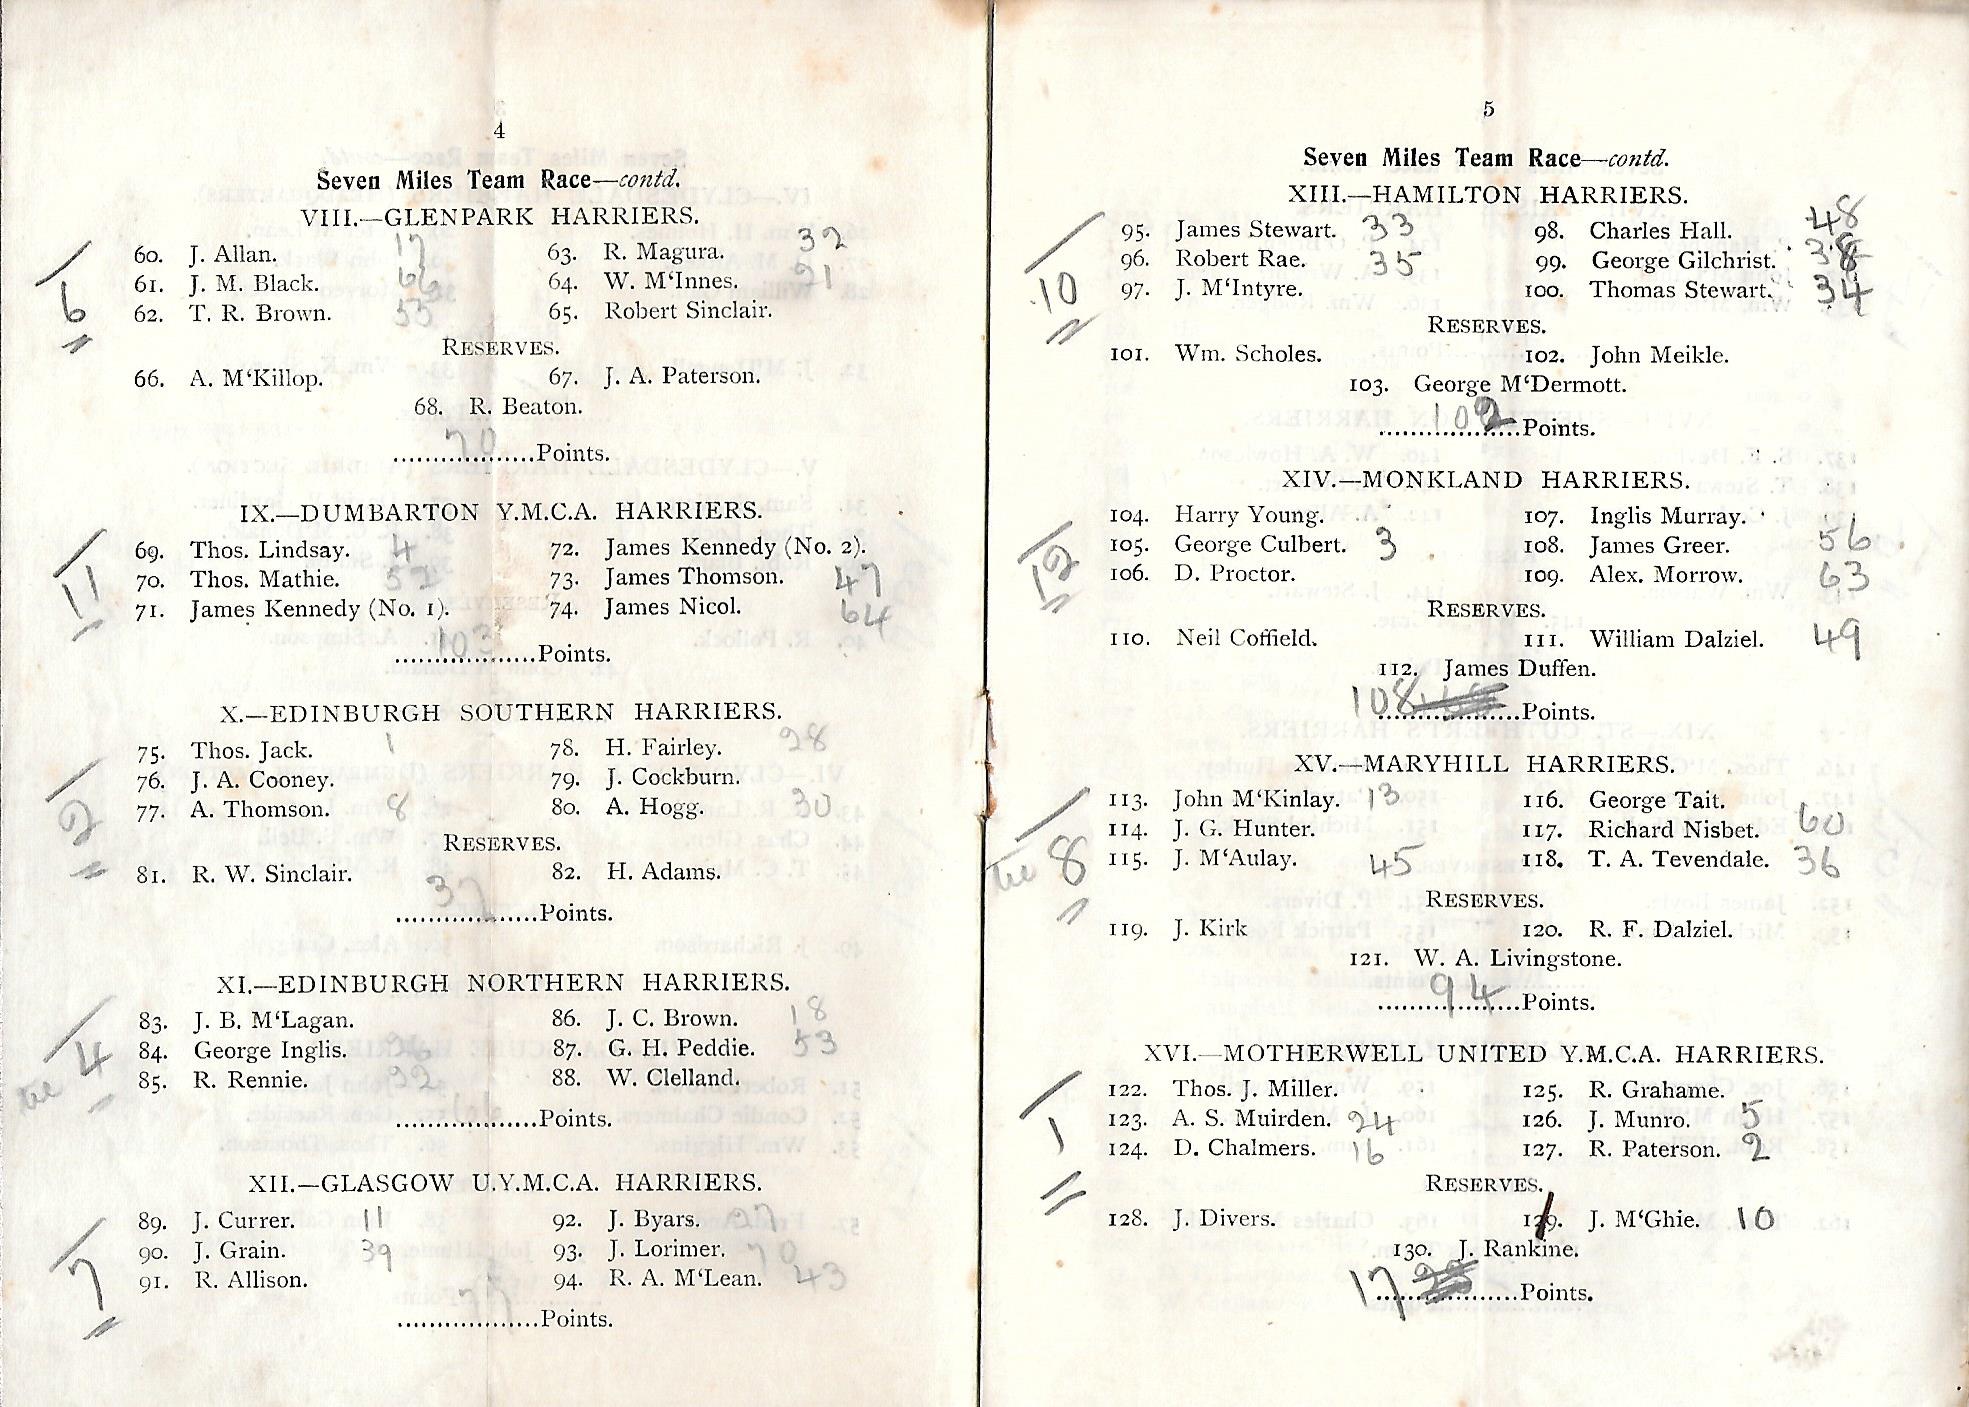 4
Seven Miles Team Race—contd.
VIII.—GLENPARK HARRIERS.
60. J. Allan. 17 63. R. Magura. 32
61. J. M. Black. 66 64. W. M‘Innes. 21
62. T. R. Brown. 55 65. Robert Sinclair.
6
RESERVES.
66. A. M‘Killop. 67. J. A. Paterson.
68. R. Beaton.
70
..................Points.
IX.—DUMBARTON Y.M.C.A. HARRIERS.
69. Thos. Lindsay. 4 72. James Kennedy (No. 2).
70. Thos. Mathie. 52 73. James Thomson. 47
71. James Kennedy (No. 1). 74. James Nicol. 64
11
103
..................Points.
X.—EDINBURGH SOUTHERN HARRIERS.
75. Thos. Jack. 1 78. H. Fairley. 28
76. J. A. Cooney. 79. J. Cockburn.
77. A. Thomson. 8 80. A. Hogg. 30
2
RESERVES.
81. R. W. Sinclair. 82. H. Adams.
37
..................Points.
XI.—EDINBURGH NORTHERN HARRIERS.
83. J. B. M‘Lagan. 86. J. C. Brown. 18
84. George Inglis. 26 87. G. H. Peddie. 53
85. R. Rennie. 22 88. W. Clelland.
tie 4
..................Points.
XII.—GLASGOW U.Y.M.C.A. HARRIERS.
89. J. Currer. 11 92. J. Byars. 27
90. J. Grain. 39 93. J. Lorimer. 70
91. R. Allison. 94. R. A. M‘Lean. 43
7
77
..................Points.
5
Seven Miles Team Race—contd.
XIII.—HAMILTON HARRIERS.
95. James Stewart. 33 98. Charles Hall. 48
96. Robert Rae. 35 99. George Gilchrist. 38
97. J. M‘Intyre. 100. Thomas Stewart. 34
10
RESERVES.
101. Wm. Scholes. 102. John Meikle.
103. George M‘Dermott.
102
..................Points.
XIV.—MONKLAND HARRIERS.
104. Harry Young. 107. Inglis Murray.
105. George Culbert. 3 108. James Greer. 56
106. D. Proctor. 109. Alex. Morrow. 63
12
RESERVES.
110. Neil Coffield. 111. William Dalziel. 49
112. James Duffen.
108
..................Points.
XV.—MARYHILL HARRIERS.
113. John M‘Kinlay. 13 116. George Tait.
114. J. G. Hunter. 117. Richard Nisbet. 60
115. J. M‘Aulay. 45 118. T. A. Tevendale. 36
tie 8
RESERVES.
119. J. Kirk 120. R. F. Dalziel.
121. W. A. Livingstone.
94
..................Points.
XVI.—MOTHERWELL UNITED Y.M.C.A. HARRIERS.
122. Thos. J. Miller. 125. R. Grahame.
123. A. S. Muirden. 24 126. J. Munro. 5
124. D. Chalmers. 16 127. R. Paterson. 2
1
RESERVES.
128. J. Divers. 129. J. M‘Ghie. 10
130. J. Rankine.
17
..................Points.